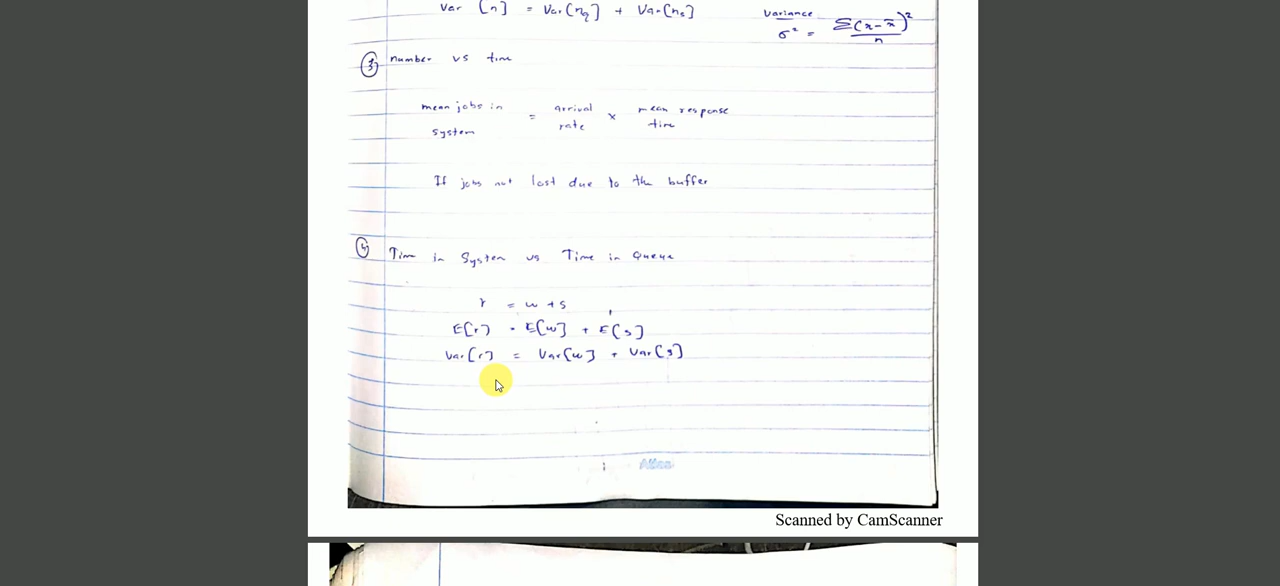 Var [n] = Var[nq] + Var[ns]
Variance
σ² = Σ(x-x̄)²/n
③ number vs time
mean jobs in system = arrival rate × mean response time
If jobs not lost due to the buffer
Time in System vs Time in Queue
r = w + s
E[r] = E[w] + E[s]
Var[r] = Var[w] + Var[s]
Atlas
Scanned by CamScanner